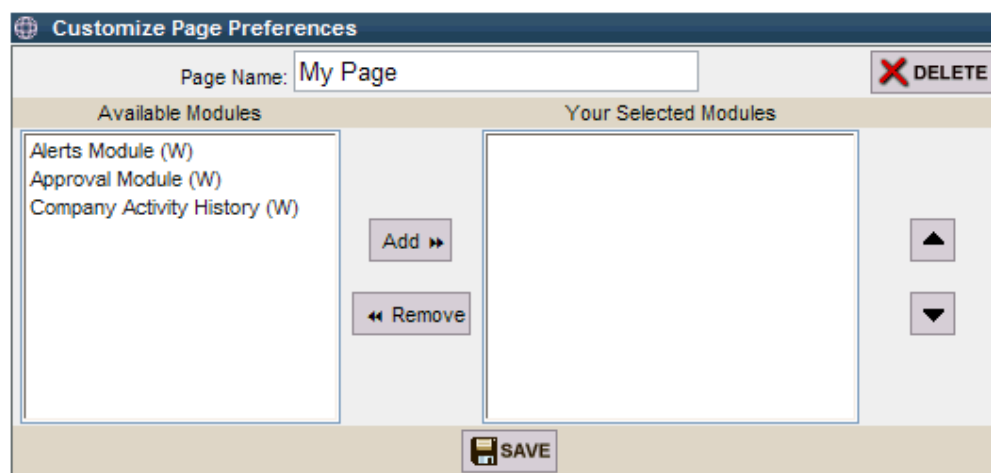 Customize Page Preferences
Page Name: My Page DELETE
Available Modules Your Selected Modules
Alerts Module (W)
Approval Module (W)
Company Activity History (W)
Add
Remove
SAVE